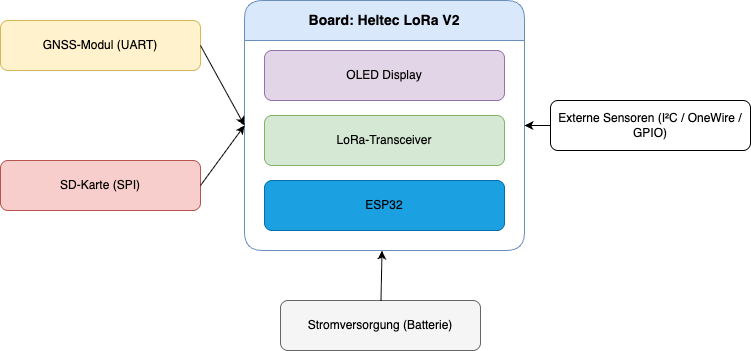 Board: Heltec LoRa V2
GNSS-Modul (UART)
OLED Display
Externe Sensoren (I²C / OneWire /
GPIO)
LoRa-Transceiver
SD-Karte (SPI)
ESP32
Stromversorgung (Batterie)